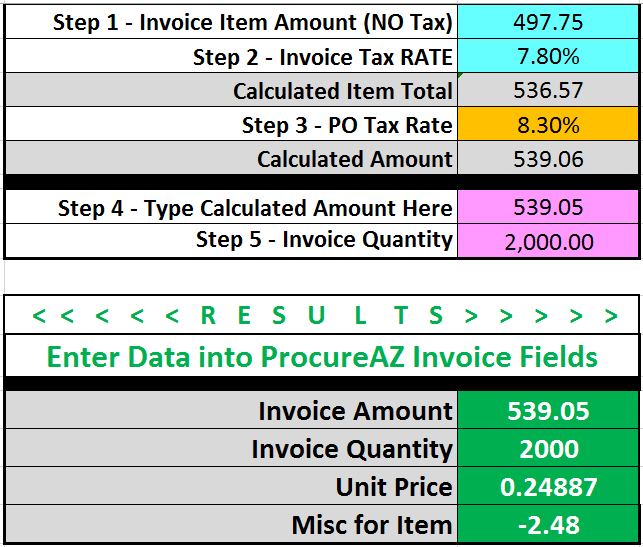 Step 1 - Invoice Item Amount (NO Tax) 497.75
Step 2 - Invoice Tax RATE 7.80%
Calculated Item Total 536.57
Step 3 - PO Tax Rate 8.30%
Calculated Amount 539.06
Step 4 - Type Calculated Amount Here 539.05
Step 5 - Invoice Quantity 2,000.00
< < < < < R E S U L T S > > > > >
Enter Data into ProcureAZ Invoice Fields
Invoice Amount 539.05
Invoice Quantity 2000
Unit Price 0.24887
Misc for Item -2.48